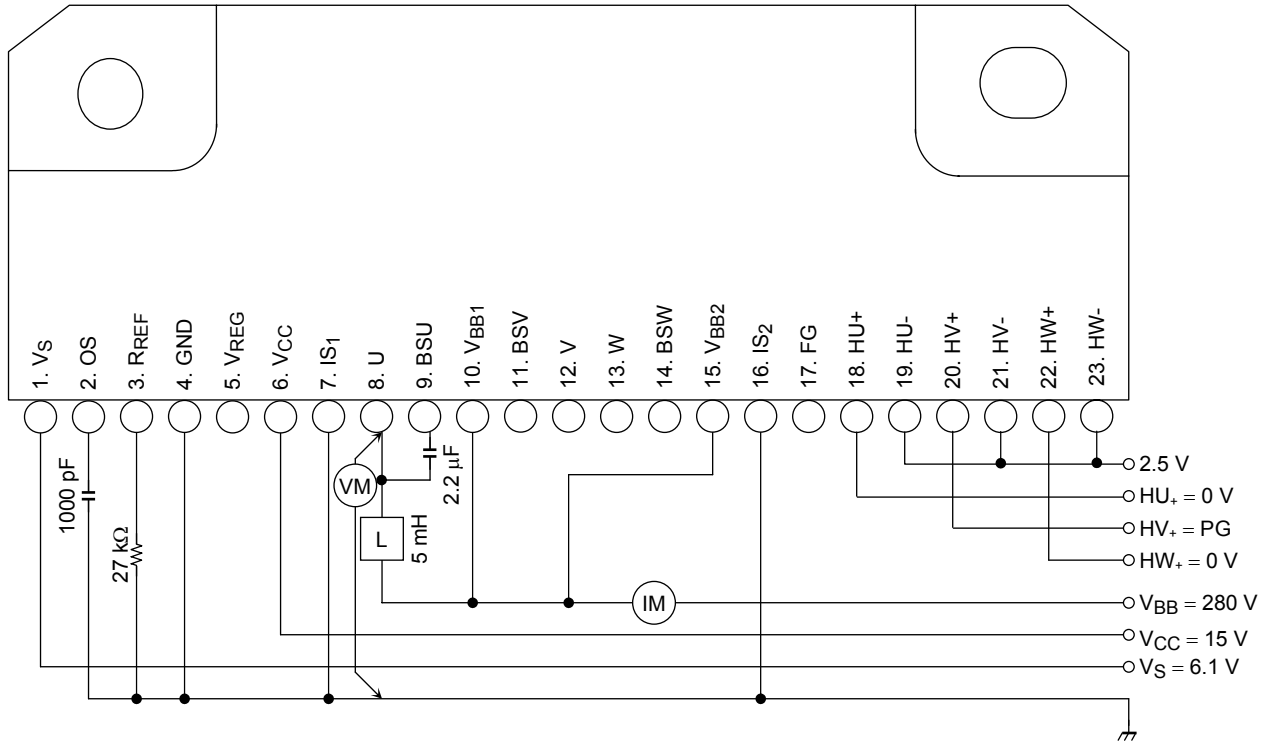 1. VS
2. OS
3. RREF
4. GND
5. VREG
6. VCC
7. IS1
8. U
9. BSU
10. VBB1
11. BSV
12. V
13. W
14. BSW
15. VBB2
16. IS2
17. FG
18. HU+
19. HU-
20. HV+
21. HV-
22. HW+
23. HW-
1000 pF
27 kΩ
VM
2.2 μF
L
5 mH
IM
2.5 V
HU+ = 0 V
HV+ = PG
HW+ = 0 V
VBB = 280 V
VCC = 15 V
VS = 6.1 V